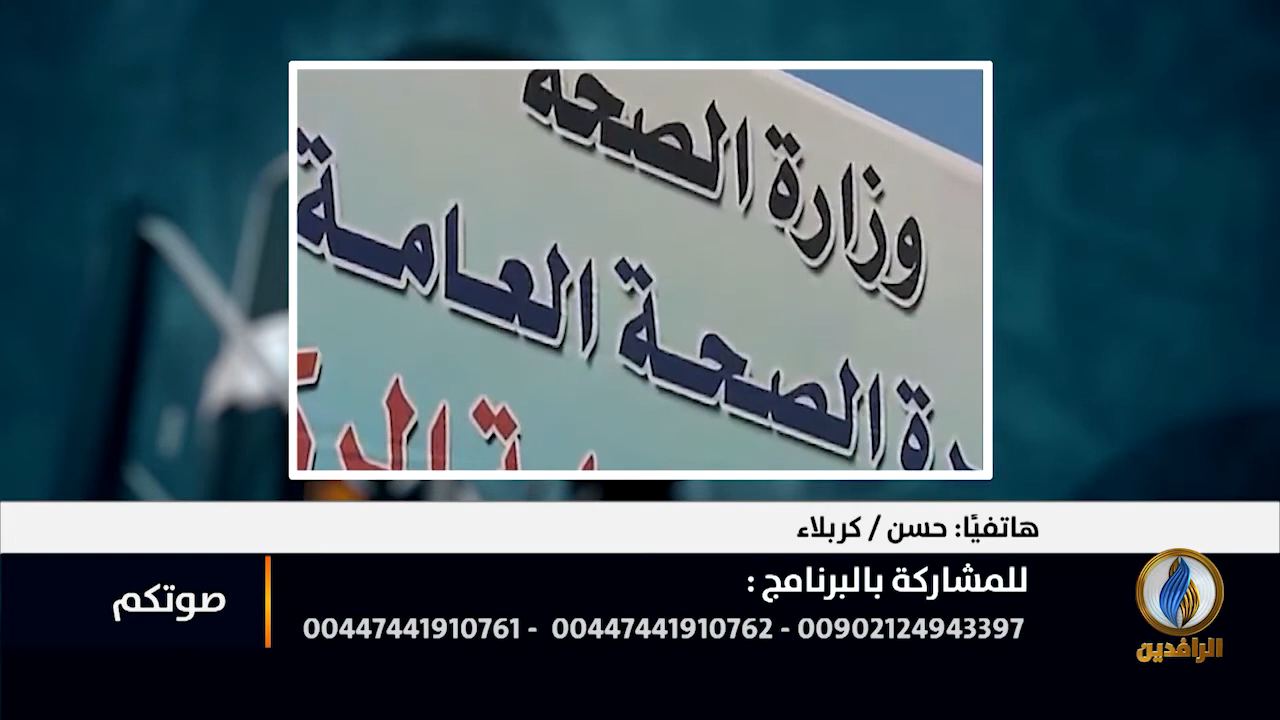 وزارة الصحة
الصحة العامة
هاتفيًا: حسن / كربلاء
للمشاركة بالبرنامج :
00447441910761 - 00447441910762 - 00902124943397
صوتكم
الرافدين